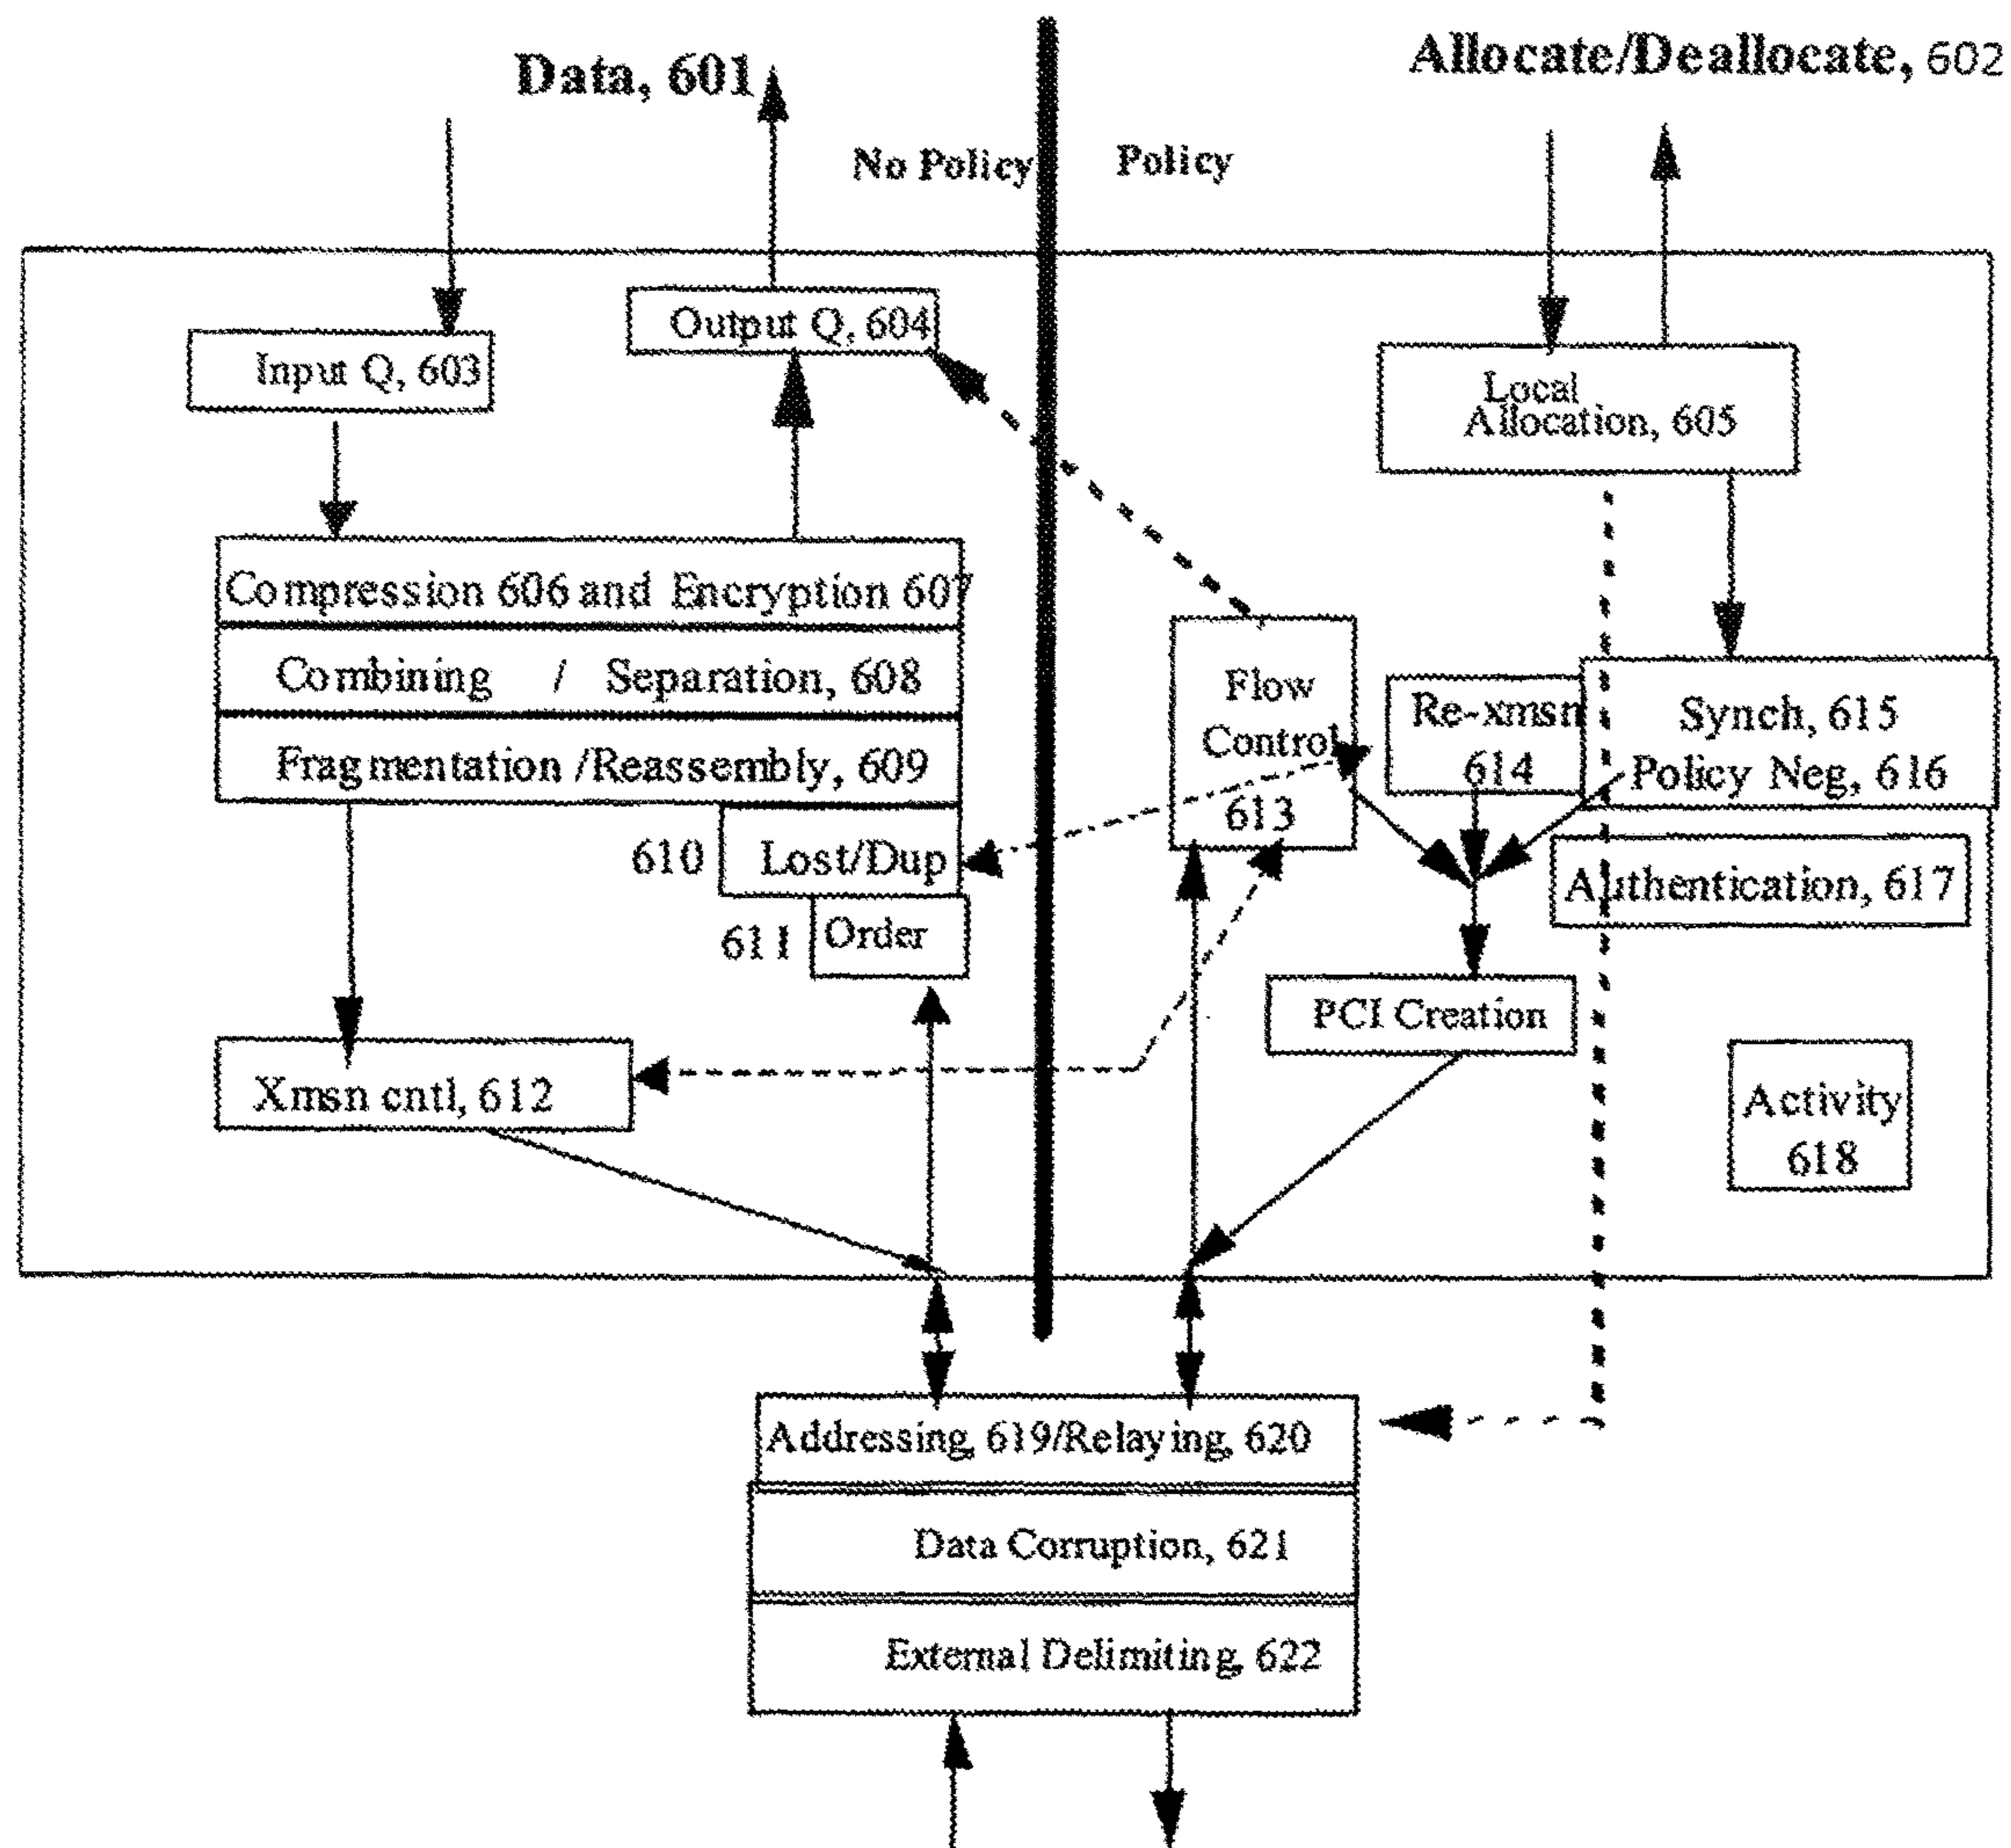 Data, 601
Allocate/Deallocate, 602
No Policy
Policy
Output Q, 604
Input Q, 603
Local
Allocation, 605
Compression 606 and Encryption 607
Combining / Separation, 608
Fragmentation /Reassembly, 609
610
Lost/Dup
611
Order
Xmsn cntl, 612
Flow
Control
613
Re-xmsn
614
Synch, 615
Policy Neg, 616
Authentication, 617
PCI Creation
Activity
618
Addressing, 619/Relaying, 620
Data Corruption, 621
External Delimiting, 622